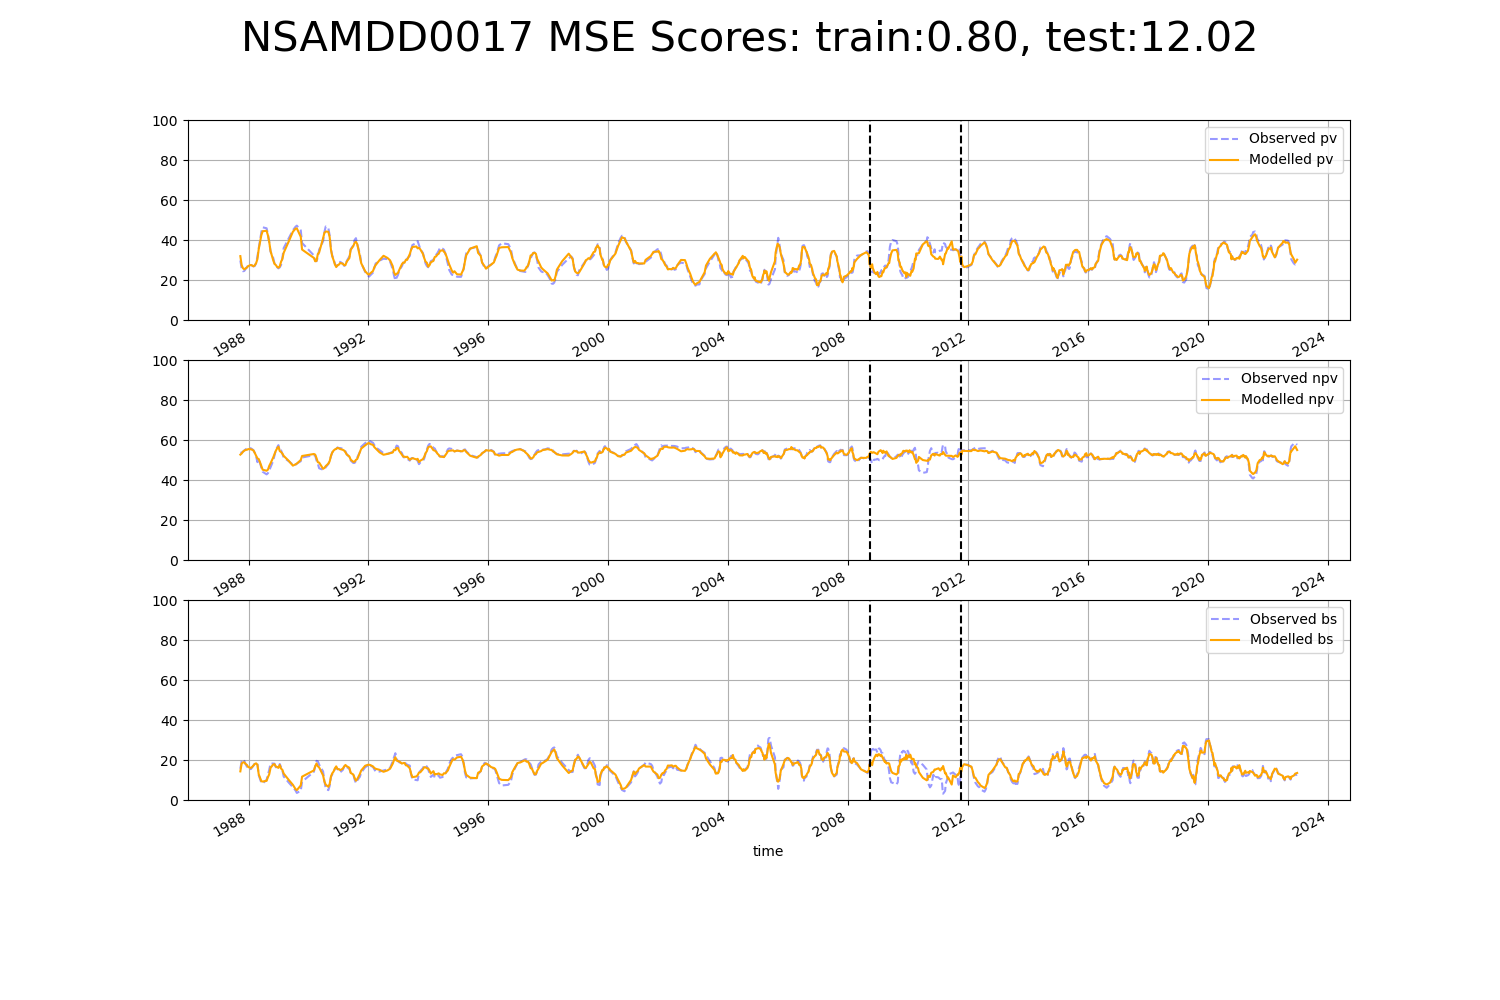 NSAMDD0017 MSE Scores: train:0.80, test:12.02
100
80
60
40
20
0
Observed pv
Modelled pv
1988 1992 1996 2000 2004 2008 2012 2016 2020 2024
100
80
60
40
20
0
Observed npv
Modelled npv
1988 1992 1996 2000 2004 2008 2012 2016 2020 2024
100
80
60
40
20
0
Observed bs
Modelled bs
1988 1992 1996 2000 2004 2008 2012 2016 2020 2024
time